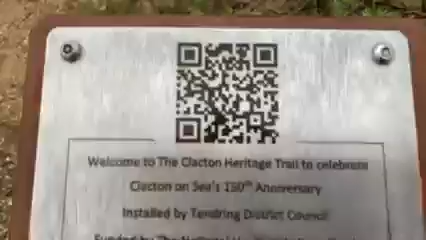 Welcome to The Clacton Heritage Trail to celebrate
Clacton on Sea's 150th Anniversary
Installed by Tendring District Council
Funded by The National